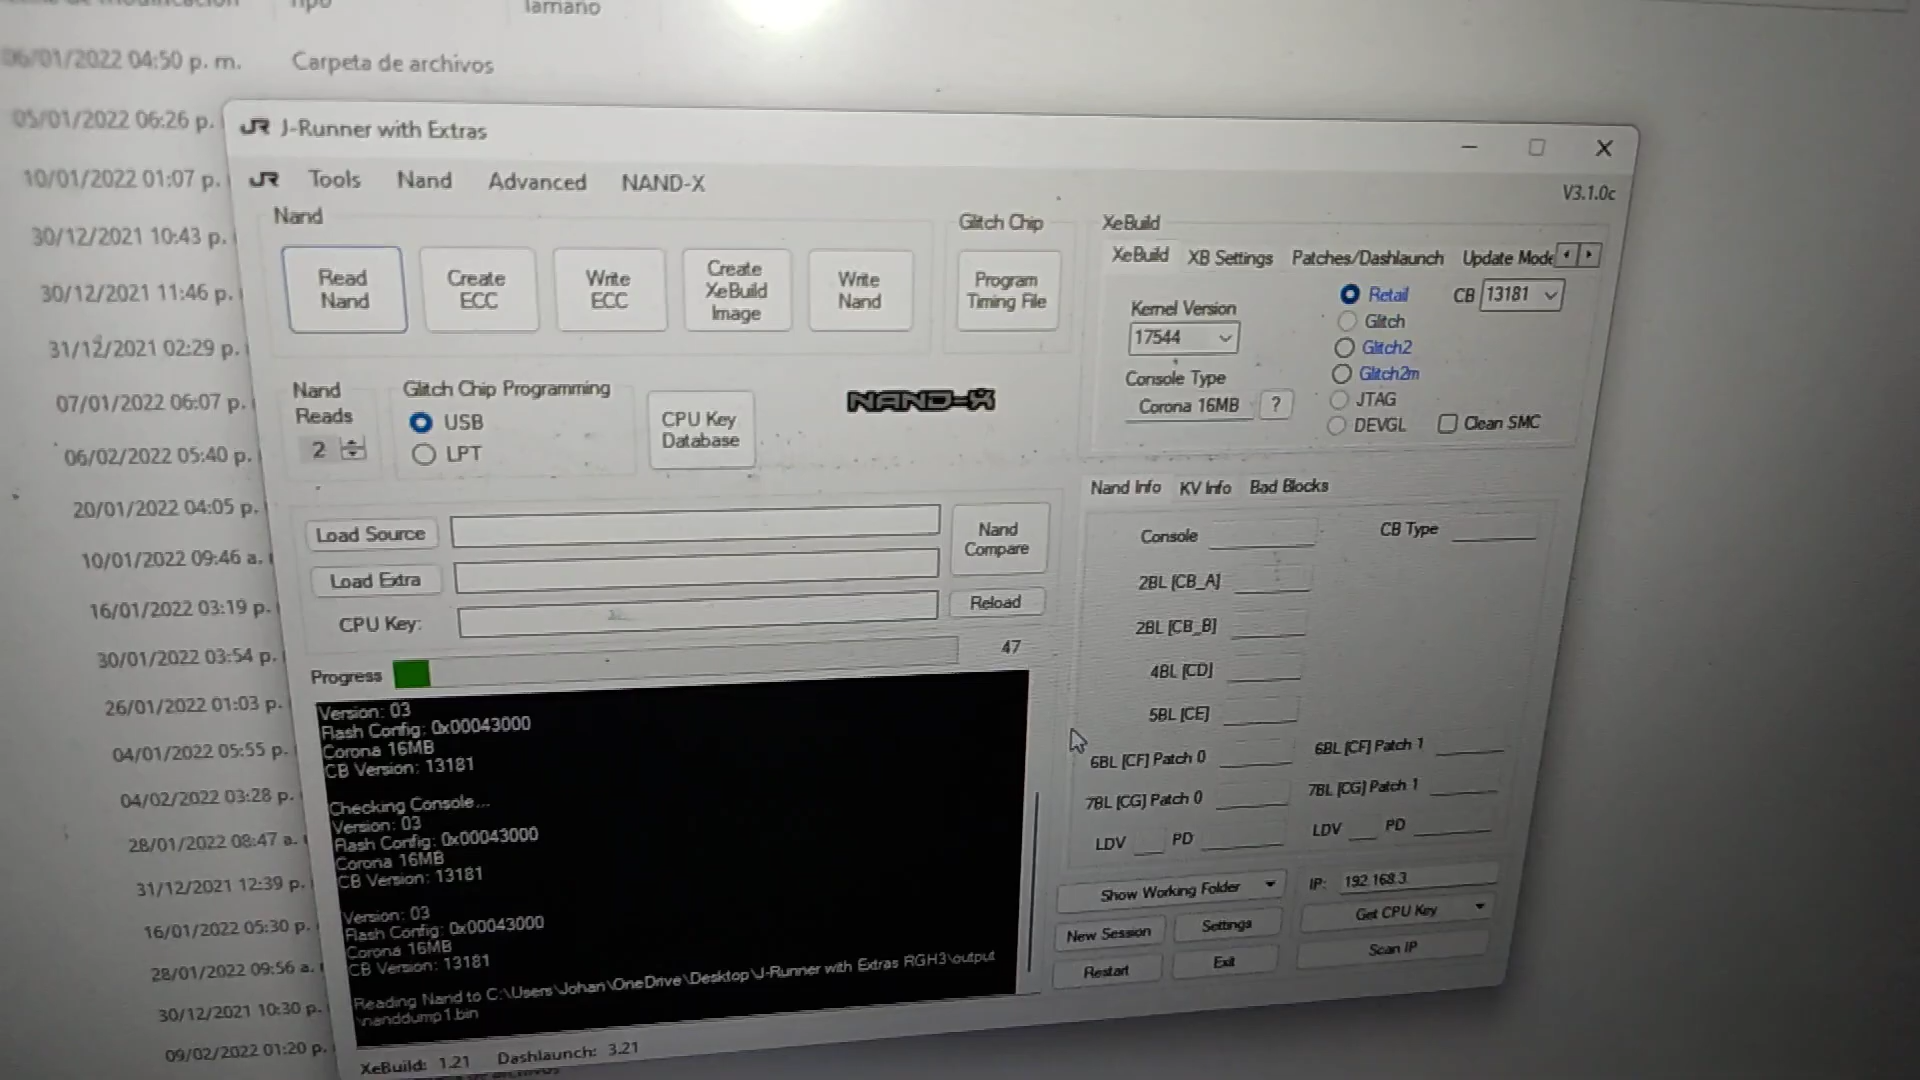 Tipo
Tamaño
06/01/2022 04:50 p. m.
Carpeta de archivos
05/01/2022 06:26 p.
10/01/2022 01:07 p.
30/12/2021 10:43 p.
30/12/2021 11:46 p.
31/12/2021 02:29 p.
07/01/2022 06:07 p.
06/02/2022 05:40 p.
20/01/2022 04:05 p.
10/01/2022 09:46 a.
16/01/2022 03:19 p.
30/01/2022 03:54 p.
26/01/2022 01:03 p.
04/01/2022 05:55 p.
04/02/2022 03:28 p.
28/01/2022 08:47 a.
31/12/2021 12:39 p.
16/01/2022 05:30 p.
28/01/2022 09:56 a.
30/12/2021 10:30 p.
09/02/2022 01:20 p.
JR J-Runner with Extras
JR Tools Nand Advanced NAND-X
V3.1.0c
Nand
Read Nand
Create ECC
Write ECC
Create XeBuild Image
Write Nand
Glitch Chip
Program Timing File
XeBuild
XeBuild XB Settings Patches/Dashlaunch Update Mode
Kernel Version
17544
Console Type
Corona 16MB ?
Retail
Glitch
Glitch2
Glitch2m
JTAG
DEVGL
CB 13181
Clean SMC
Nand Reads
2
Glitch Chip Programming
USB
LPT
CPU Key Database
NAND-X
Load Source
Load Extra
CPU Key:
Nand Compare
Reload
Progress
47
Version: 03
Flash Config: 0x00043000
Corona 16MB
CB Version: 13181
Checking Console...
Version: 03
Flash Config: 0x00043000
Corona 16MB
CB Version: 13181
Version: 03
Flash Config: 0x00043000
Corona 16MB
CB Version: 13181
Reading Nand to C:\Users\Johan\OneDrive\Desktop\J-Runner with Extras RGH3\output
\nanddump1.bin
XeBuild: 1.21 Dashlaunch: 3.21
Nand Info KV Info Bad Blocks
Console
CB Type
2BL [CB_A]
2BL [CB_B]
4BL [CD]
5BL [CE]
6BL [CF] Patch 0
6BL [CF] Patch 1
7BL [CG] Patch 0
7BL [CG] Patch 1
LDV PD
LDV PD
Show Working Folder
IP: 192.168.3.
New Session
Settings
Get CPU Key
Restart
Exit
Scan IP